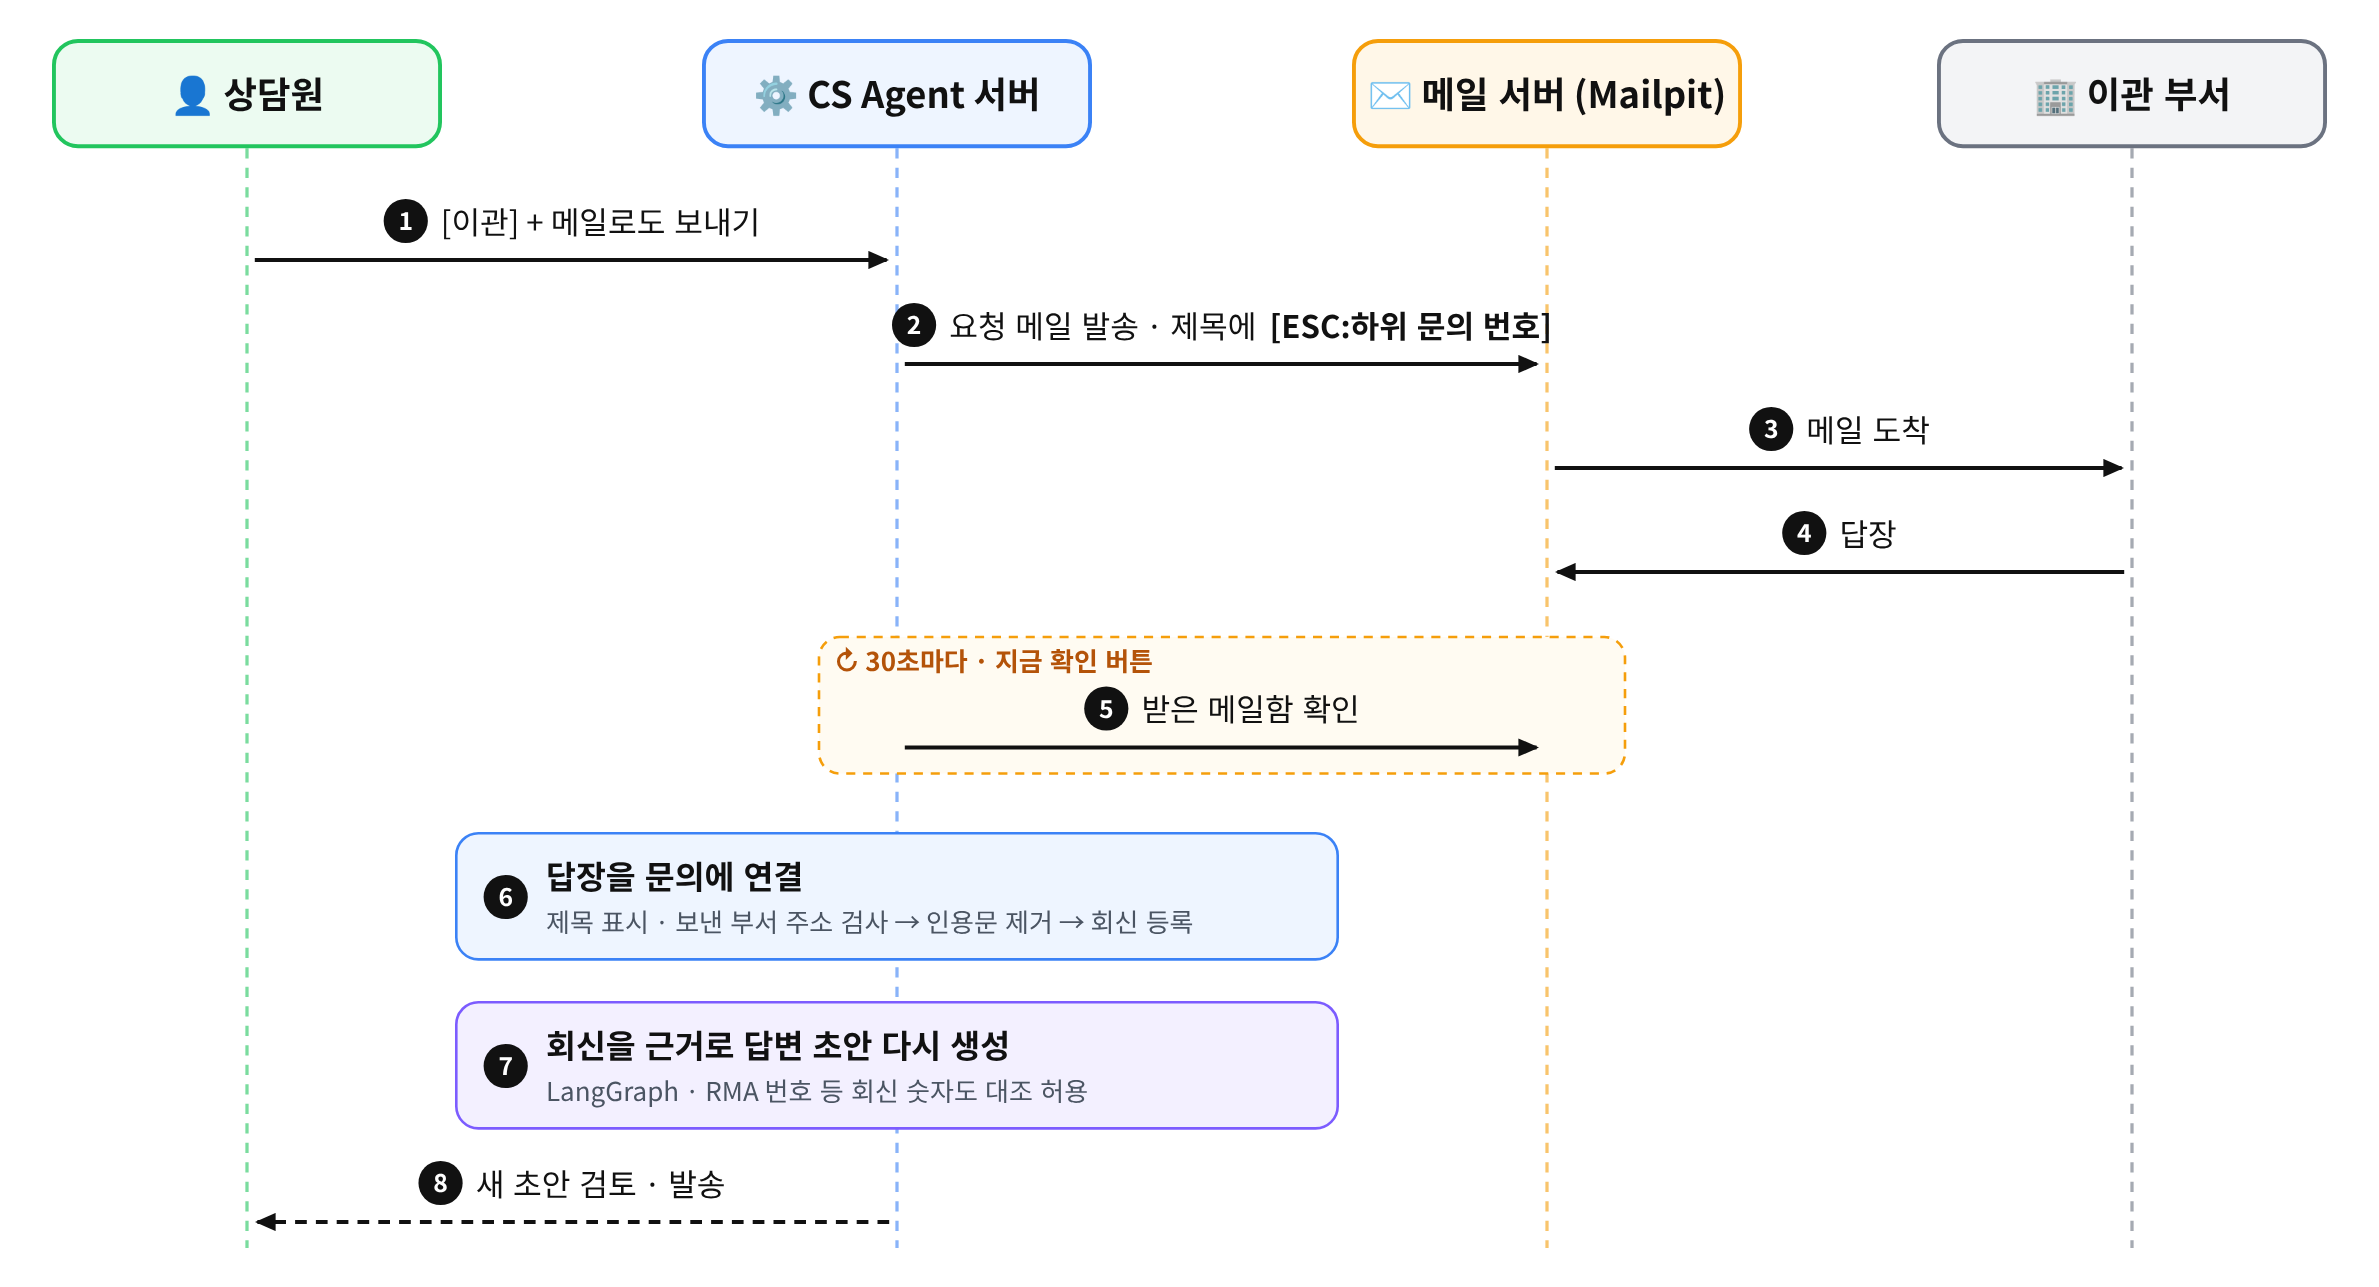 👤 상담원
⚙️ CS Agent 서버
✉️ 메일 서버 (Mailpit)
🏢 이관 부서
1 [이관] + 메일로도 보내기
2 요청 메일 발송 · 제목에 [ESC:하위 문의 번호]
3 메일 도착
4 답장
↻ 30초마다 · 지금 확인 버튼
5 받은 메일함 확인
6 답장을 문의에 연결
제목 표시 · 보낸 부서 주소 검사 → 인용문 제거 → 회신 등록
7 회신을 근거로 답변 초안 다시 생성
LangGraph · RMA 번호 등 회신 숫자도 대조 허용
8 새 초안 검토 · 발송